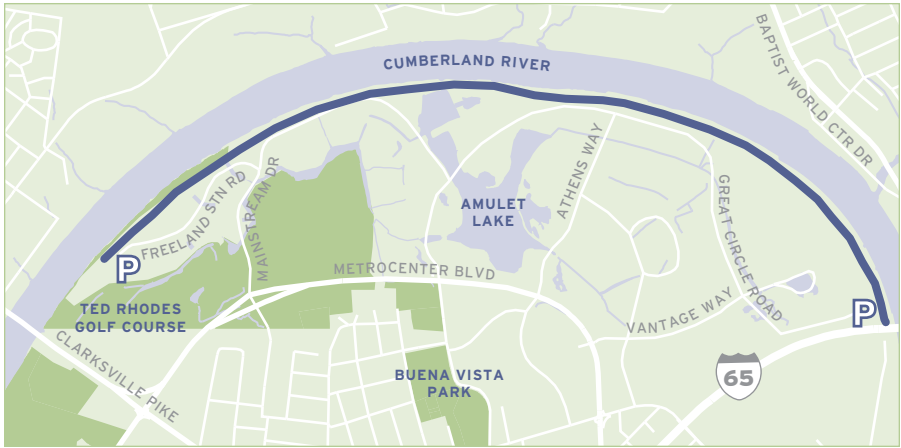 CUMBERLAND RIVER
BAPTIST WORLD CTR DR
ATHENS WAY
FREELAND STN RD
MAINSTREAM DR
AMULET
LAKE
GREAT CIRCLE ROAD
P
METROCENTER BLVD
TED RHODES
GOLF COURSE
VANTAGE WAY
P
CLARKSVILLE PIKE
BUENA VISTA
PARK
65